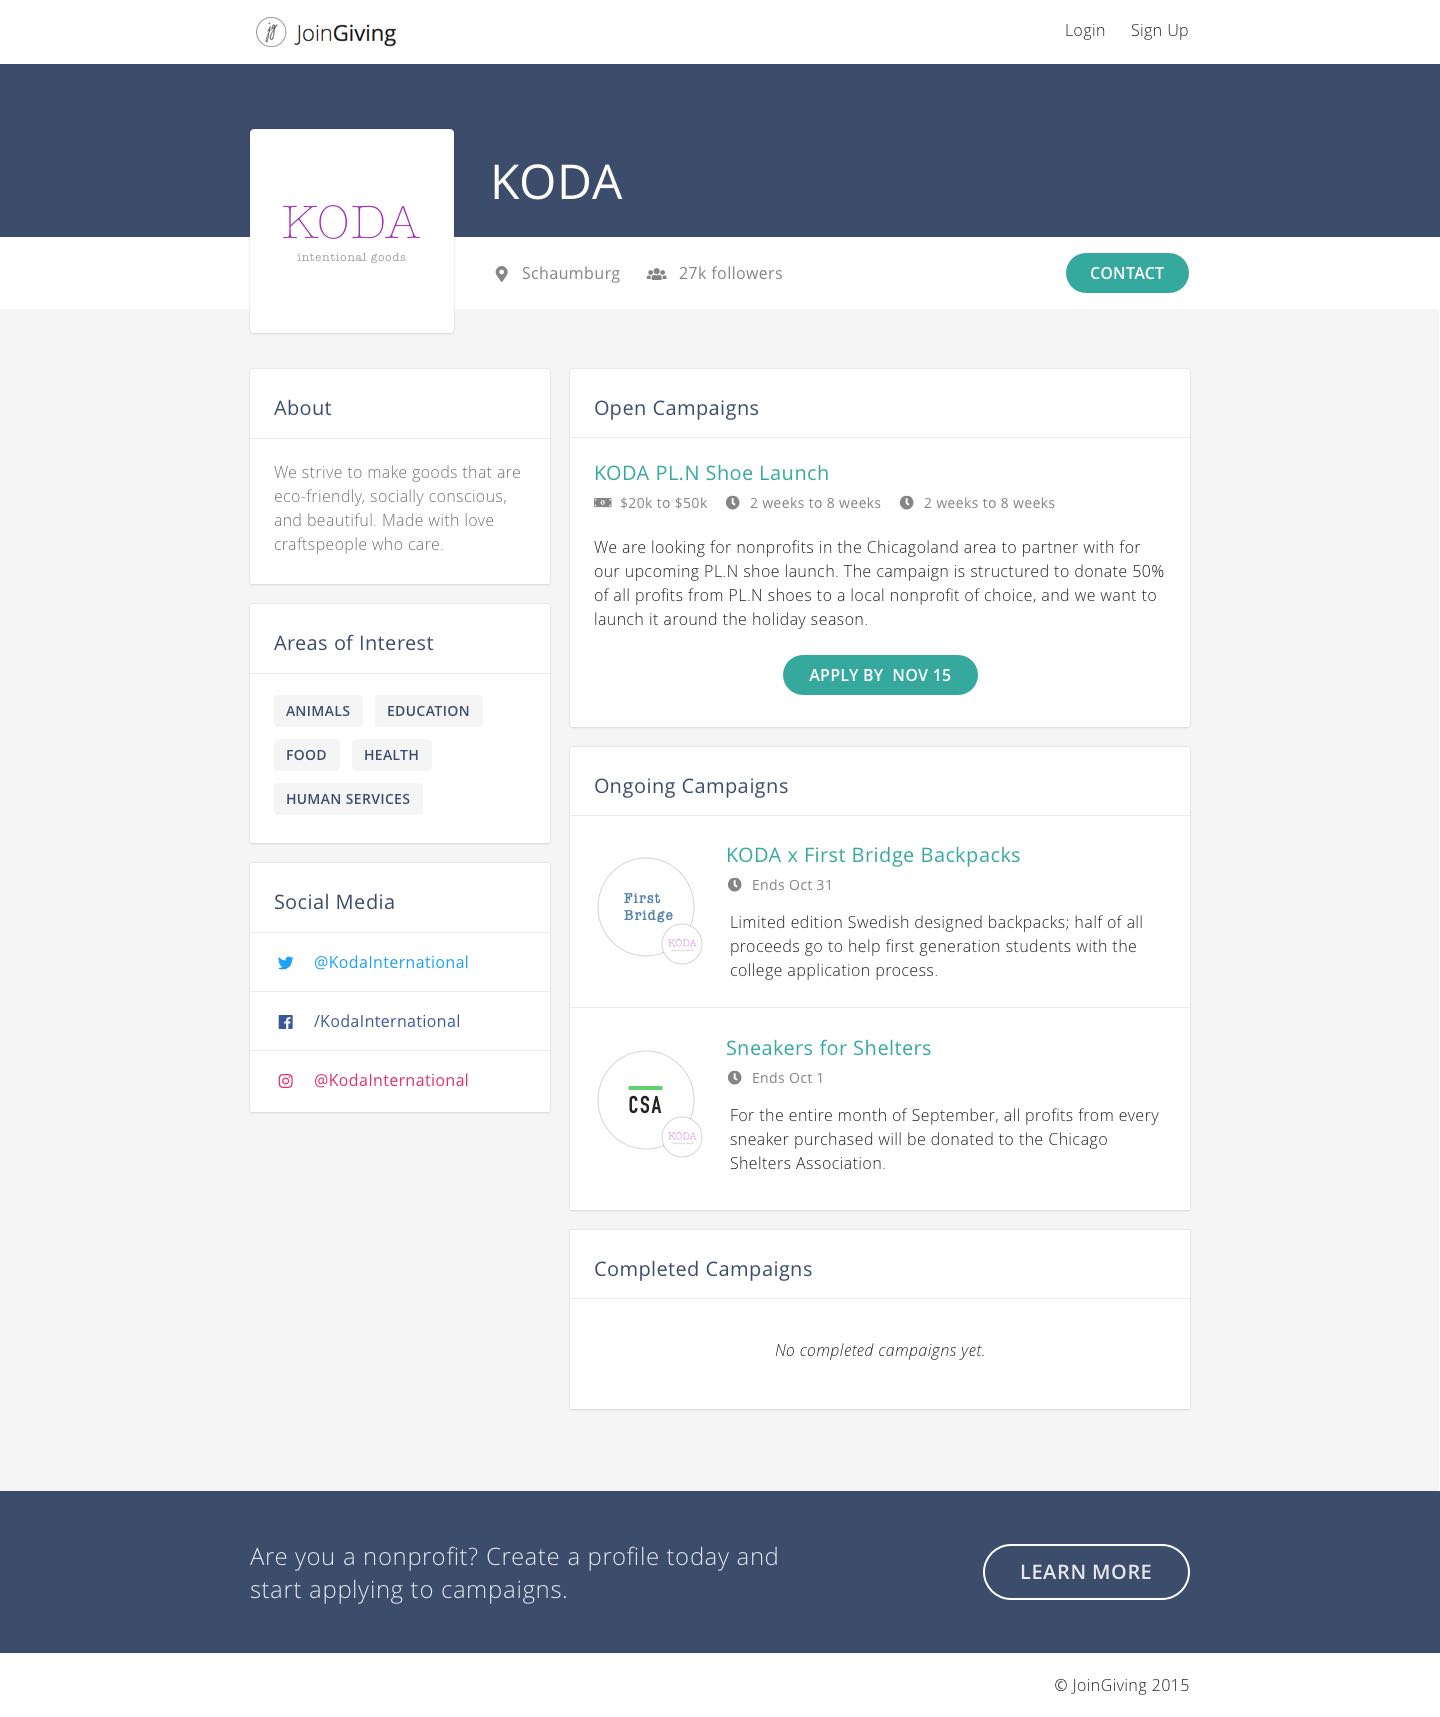 JoinGiving
Login
Sign Up
KODA
intentional goods
KODA
Schaumburg
27k followers
CONTACT
About
We strive to make goods that are
eco-friendly, socially conscious,
and beautiful. Made with love
craftspeople who care.
Areas of Interest
ANIMALS
EDUCATION
FOOD
HEALTH
HUMAN SERVICES
Social Media
@KodaInternational
/KodaInternational
@KodaInternational
Open Campaigns
KODA PL.N Shoe Launch
$20k to $50k
2 weeks to 8 weeks
2 weeks to 8 weeks
We are looking for nonprofits in the Chicagoland area to partner with for
our upcoming PL.N shoe launch. The campaign is structured to donate 50%
of all profits from PL.N shoes to a local nonprofit of choice, and we want to
launch it around the holiday season.
APPLY BY NOV 15
Ongoing Campaigns
First
Bridge
KODA
KODA x First Bridge Backpacks
Ends Oct 31
Limited edition Swedish designed backpacks; half of all
proceeds go to help first generation students with the
college application process.
CSA
KODA
Sneakers for Shelters
Ends Oct 1
For the entire month of September, all profits from every
sneaker purchased will be donated to the Chicago
Shelters Association.
Completed Campaigns
No completed campaigns yet.
Are you a nonprofit? Create a profile today and
start applying to campaigns.
LEARN MORE
© JoinGiving 2015